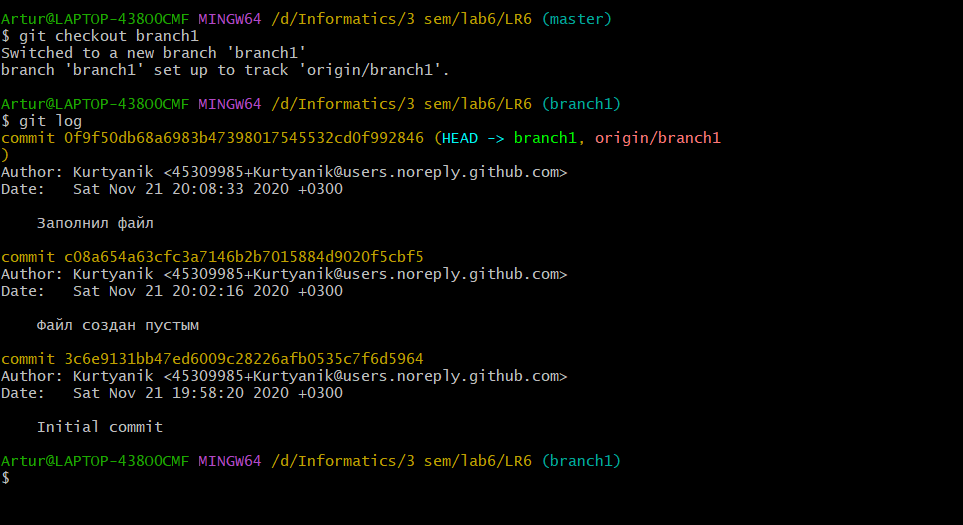 Artur@LAPTOP-438OOCMF MINGW64 /d/Informatics/3 sem/lab6/LR6 (master)
$ git checkout branch1
Switched to a new branch 'branch1'
branch 'branch1' set up to track 'origin/branch1'.
Artur@LAPTOP-438OOCMF MINGW64 /d/Informatics/3 sem/lab6/LR6 (branch1)
$ git log
commit 0f9f50db68a6983b47398017545532cd0f992846 (HEAD -> branch1, origin/branch1
)
Author: Kurtyanik <45309985+Kurtyanik@users.noreply.github.com>
Date:   Sat Nov 21 20:08:33 2020 +0300
    Заполнил файл
commit c08a654a63cfc3a7146b2b7015884d9020f5cbf5
Author: Kurtyanik <45309985+Kurtyanik@users.noreply.github.com>
Date:   Sat Nov 21 20:02:16 2020 +0300
    Файл создан пустым
commit 3c6e9131bb47ed6009c28226afb0535c7f6d5964
Author: Kurtyanik <45309985+Kurtyanik@users.noreply.github.com>
Date:   Sat Nov 21 19:58:20 2020 +0300
    Initial commit
Artur@LAPTOP-438OOCMF MINGW64 /d/Informatics/3 sem/lab6/LR6 (branch1)
$